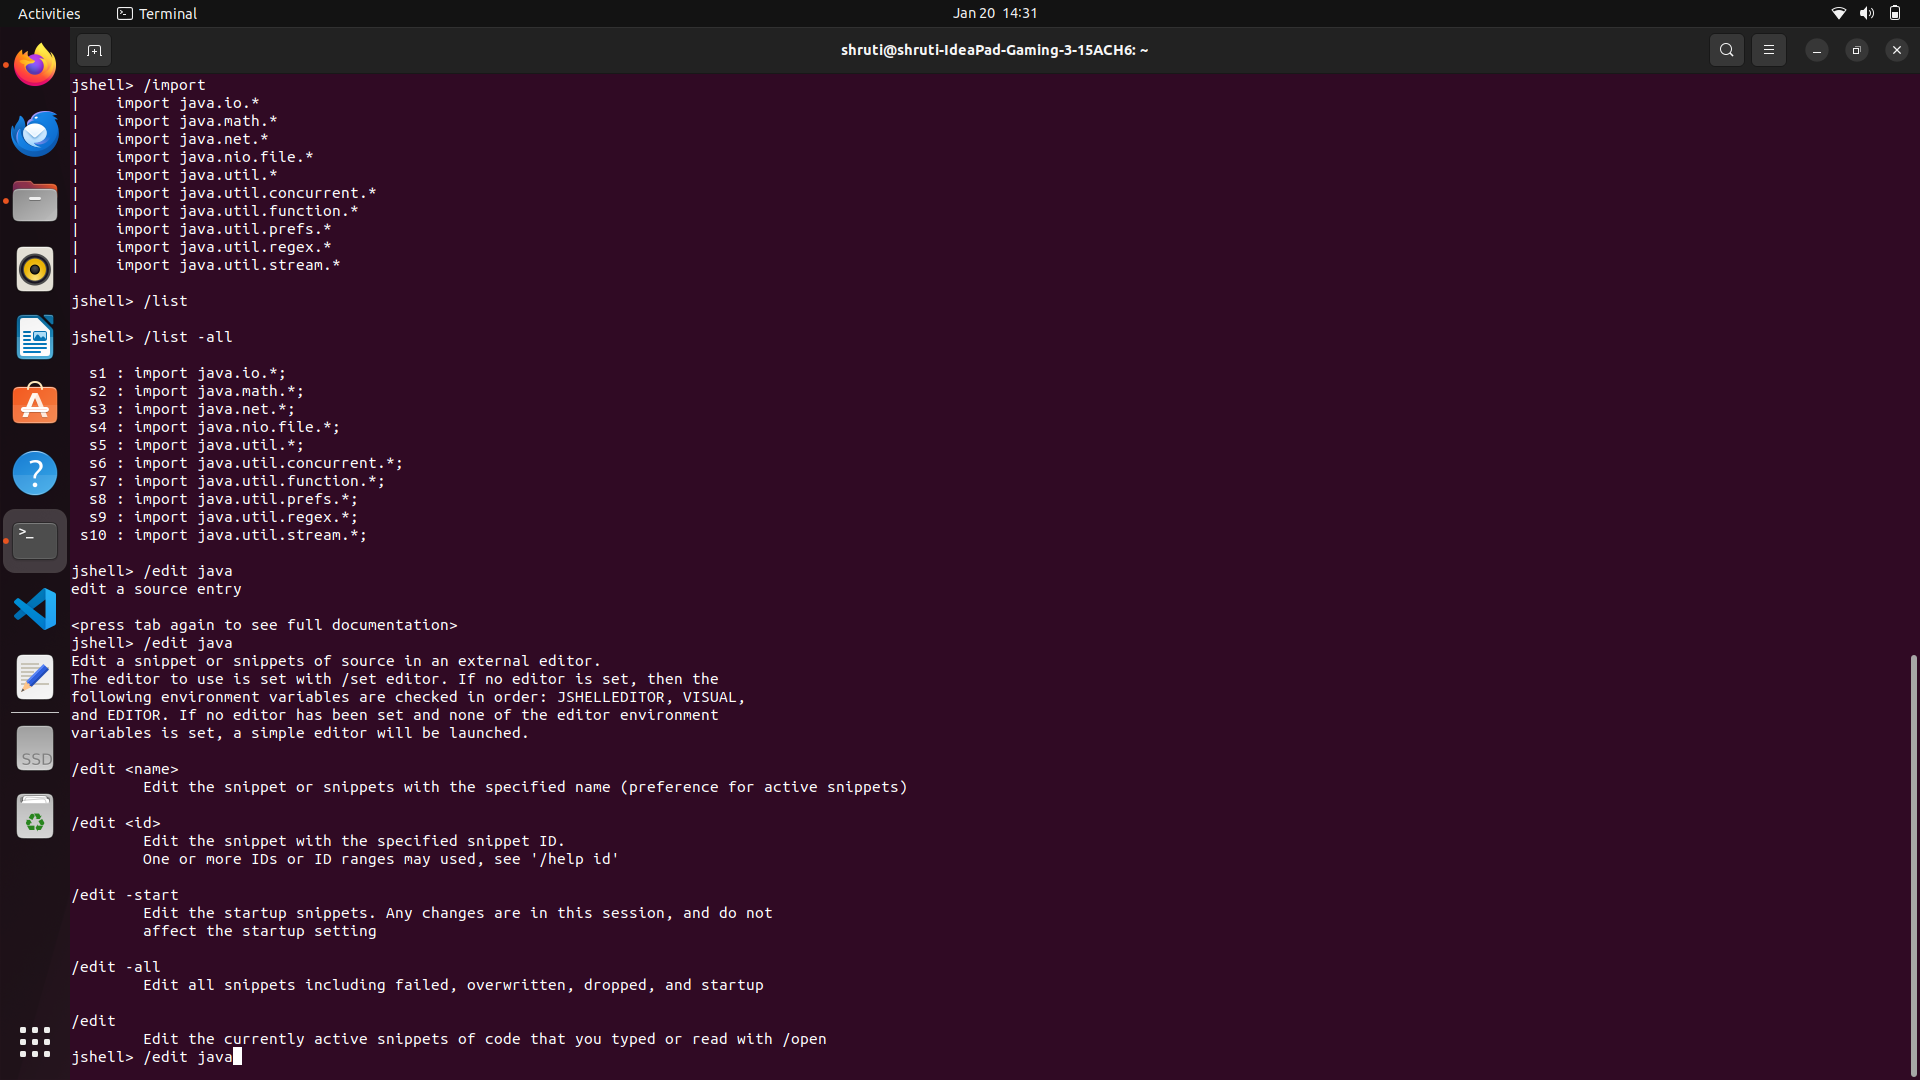 Activities
Terminal
Jan 20 14:31
shruti@shruti-IdeaPad-Gaming-3-15ACH6: ~
jshell> /import
|    import java.io.*
|    import java.math.*
|    import java.net.*
|    import java.nio.file.*
|    import java.util.*
|    import java.util.concurrent.*
|    import java.util.function.*
|    import java.util.prefs.*
|    import java.util.regex.*
|    import java.util.stream.*
jshell> /list
jshell> /list -all
s1 : import java.io.*;
s2 : import java.math.*;
s3 : import java.net.*;
s4 : import java.nio.file.*;
s5 : import java.util.*;
s6 : import java.util.concurrent.*;
s7 : import java.util.function.*;
s8 : import java.util.prefs.*;
s9 : import java.util.regex.*;
s10 : import java.util.stream.*;
jshell> /edit java
edit a source entry
<press tab again to see full documentation>
jshell> /edit java
Edit a snippet or snippets of source in an external editor.
The editor to use is set with /set editor. If no editor is set, then the
following environment variables are checked in order: JSHELLEDITOR, VISUAL,
and EDITOR. If no editor has been set and none of the editor environment
variables is set, a simple editor will be launched.
/edit <name>
Edit the snippet or snippets with the specified name (preference for active snippets)
/edit <id>
Edit the snippet with the specified snippet ID.
One or more IDs or ID ranges may used, see '/help id'
/edit -start
Edit the startup snippets. Any changes are in this session, and do not
affect the startup setting
/edit -all
Edit all snippets including failed, overwritten, dropped, and startup
/edit
Edit the currently active snippets of code that you typed or read with /open
jshell> /edit java
SSD